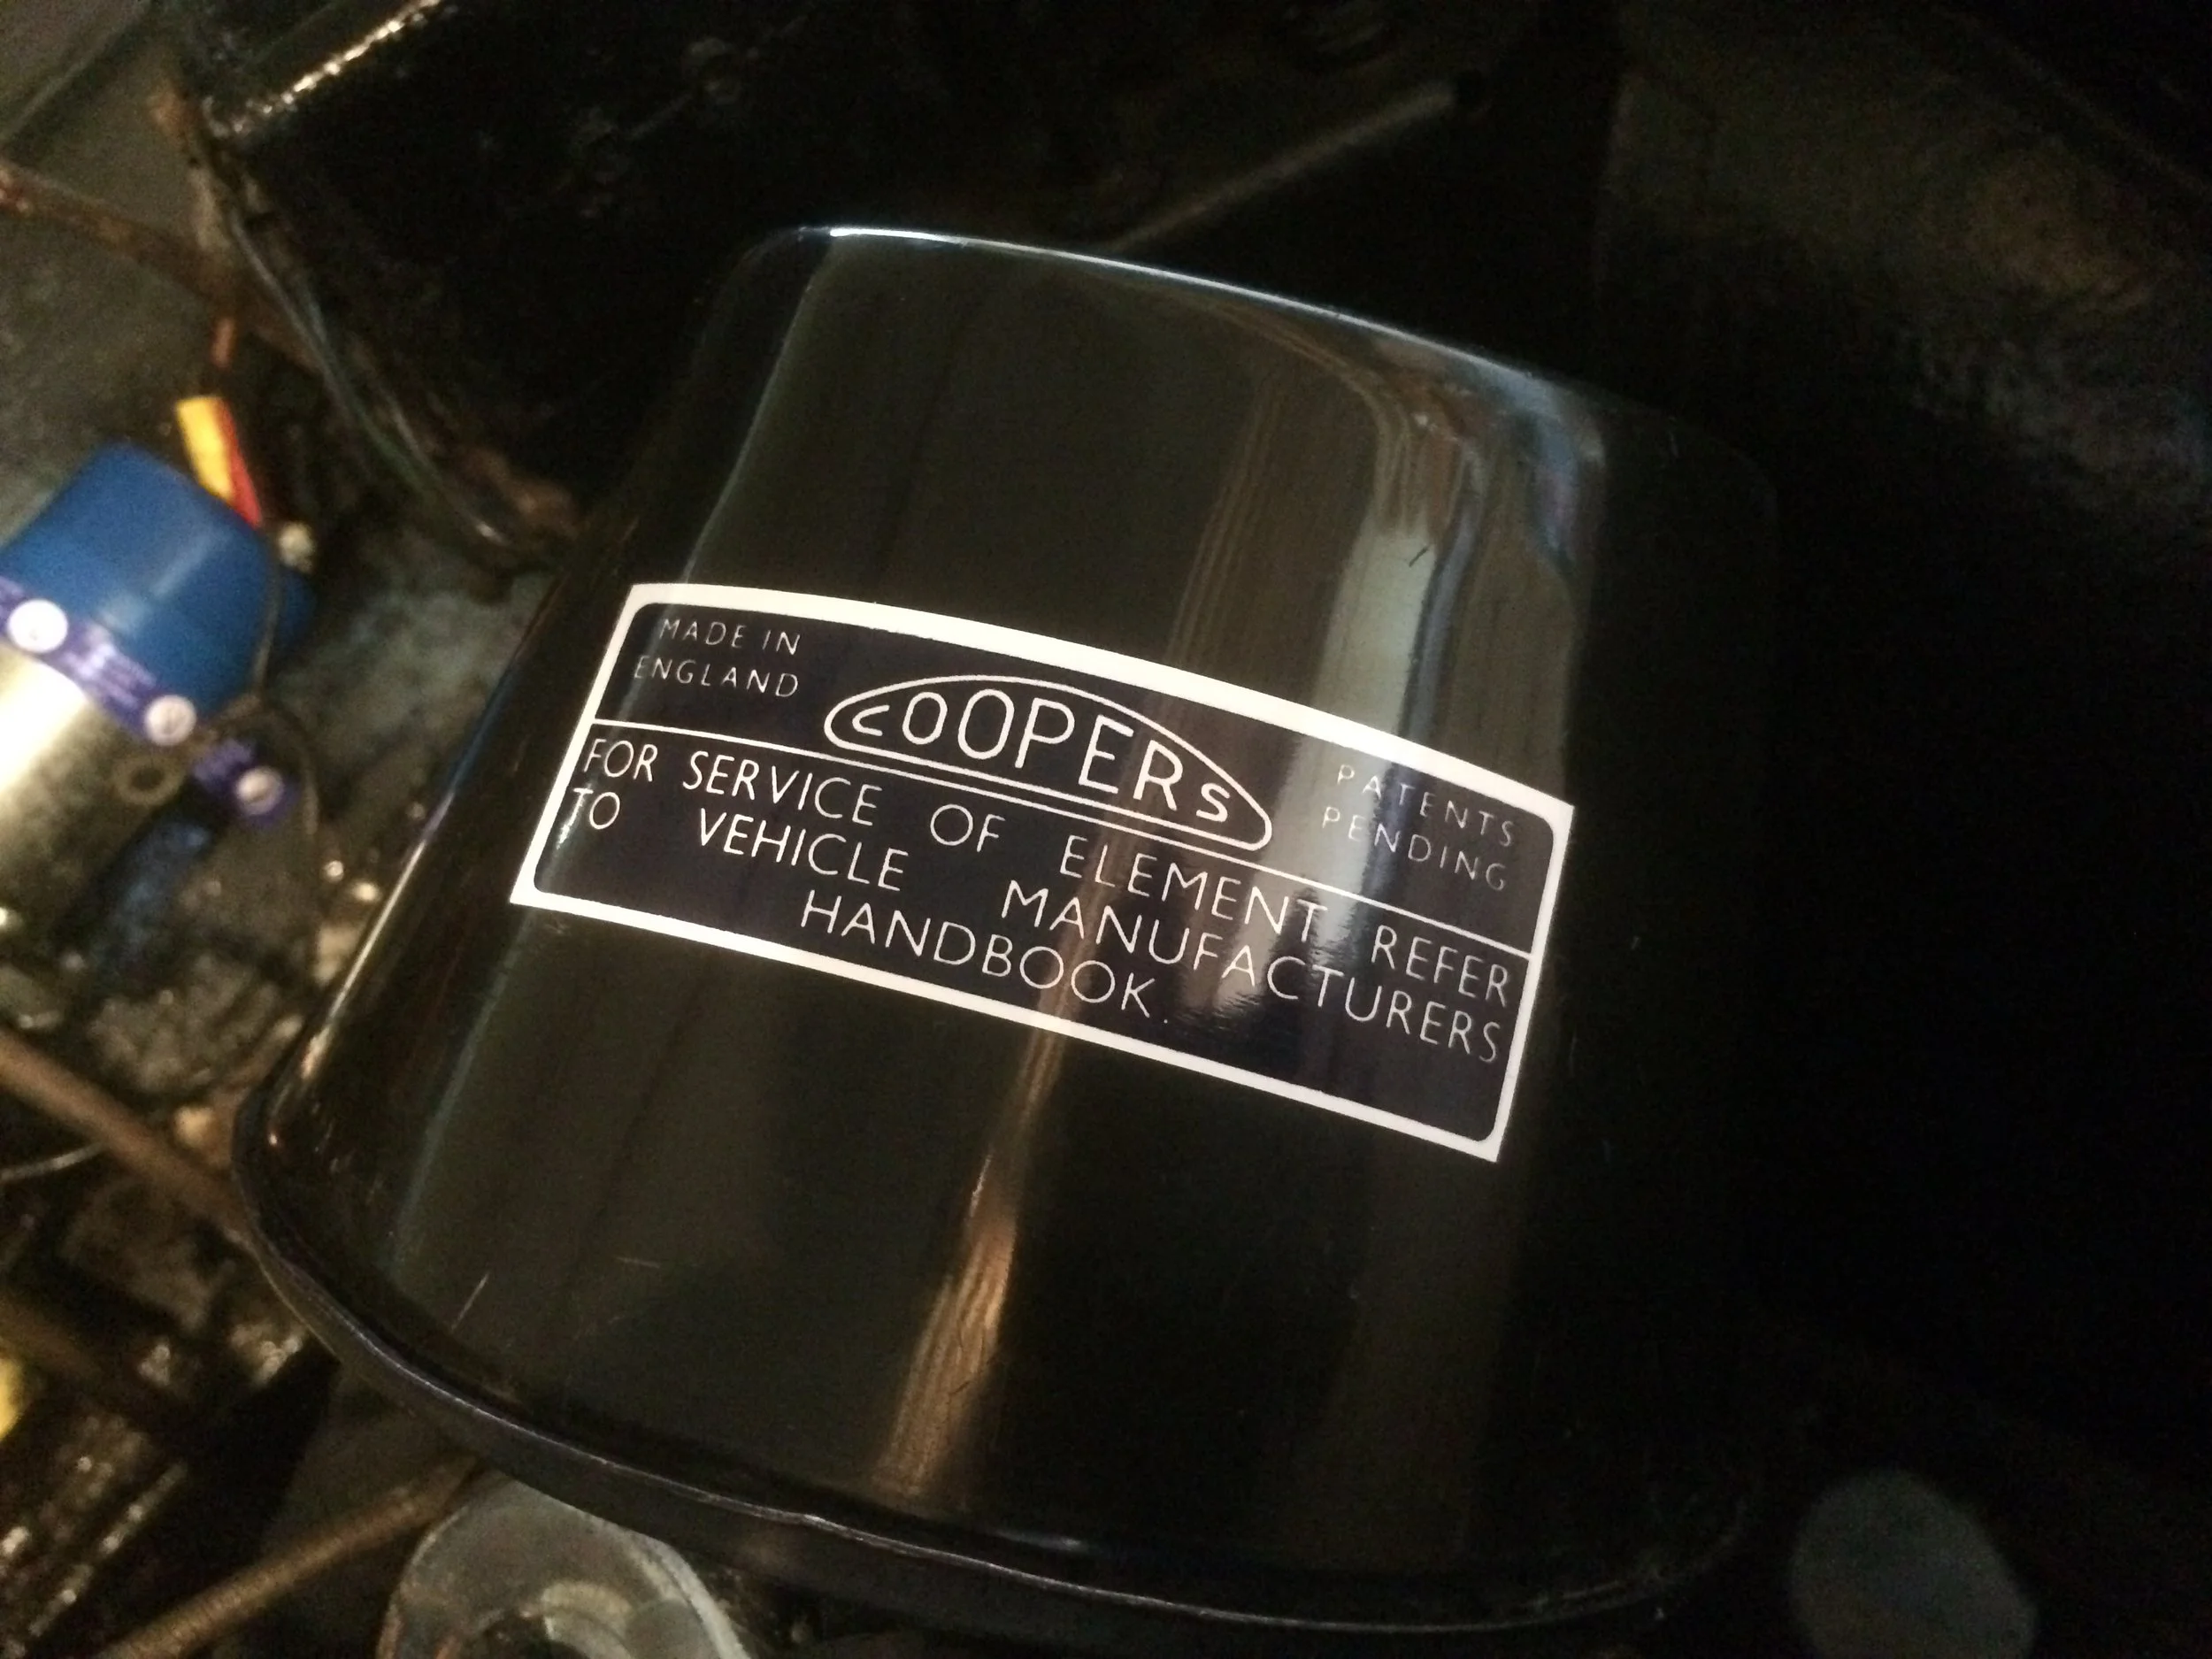 MADE IN
ENGLAND
COOPERS
PATENTS
PENDING
FOR SERVICE OF ELEMENT REFER
TO VEHICLE MANUFACTURERS
HANDBOOK.